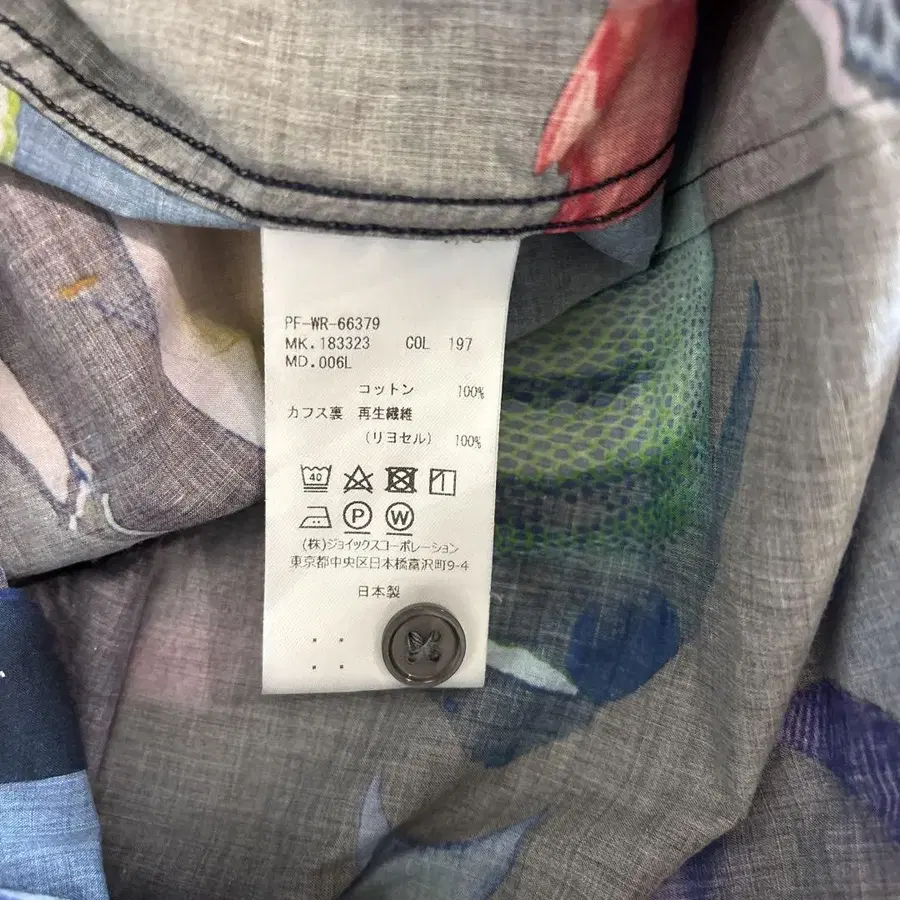 PF-WR-66379
MK.183323 COL 197
MD.006L
コットン 100%
カフス裏 再生繊維
(リヨセル) 100%
40
P W
(株)ジョイックスコーポレーション
東京都中央区日本橋富沢町9-4
日本製